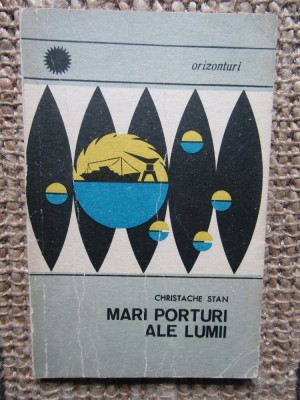 orizonturi
CHRISTACHE STAN
MARI PORTURI
ALE LUMII